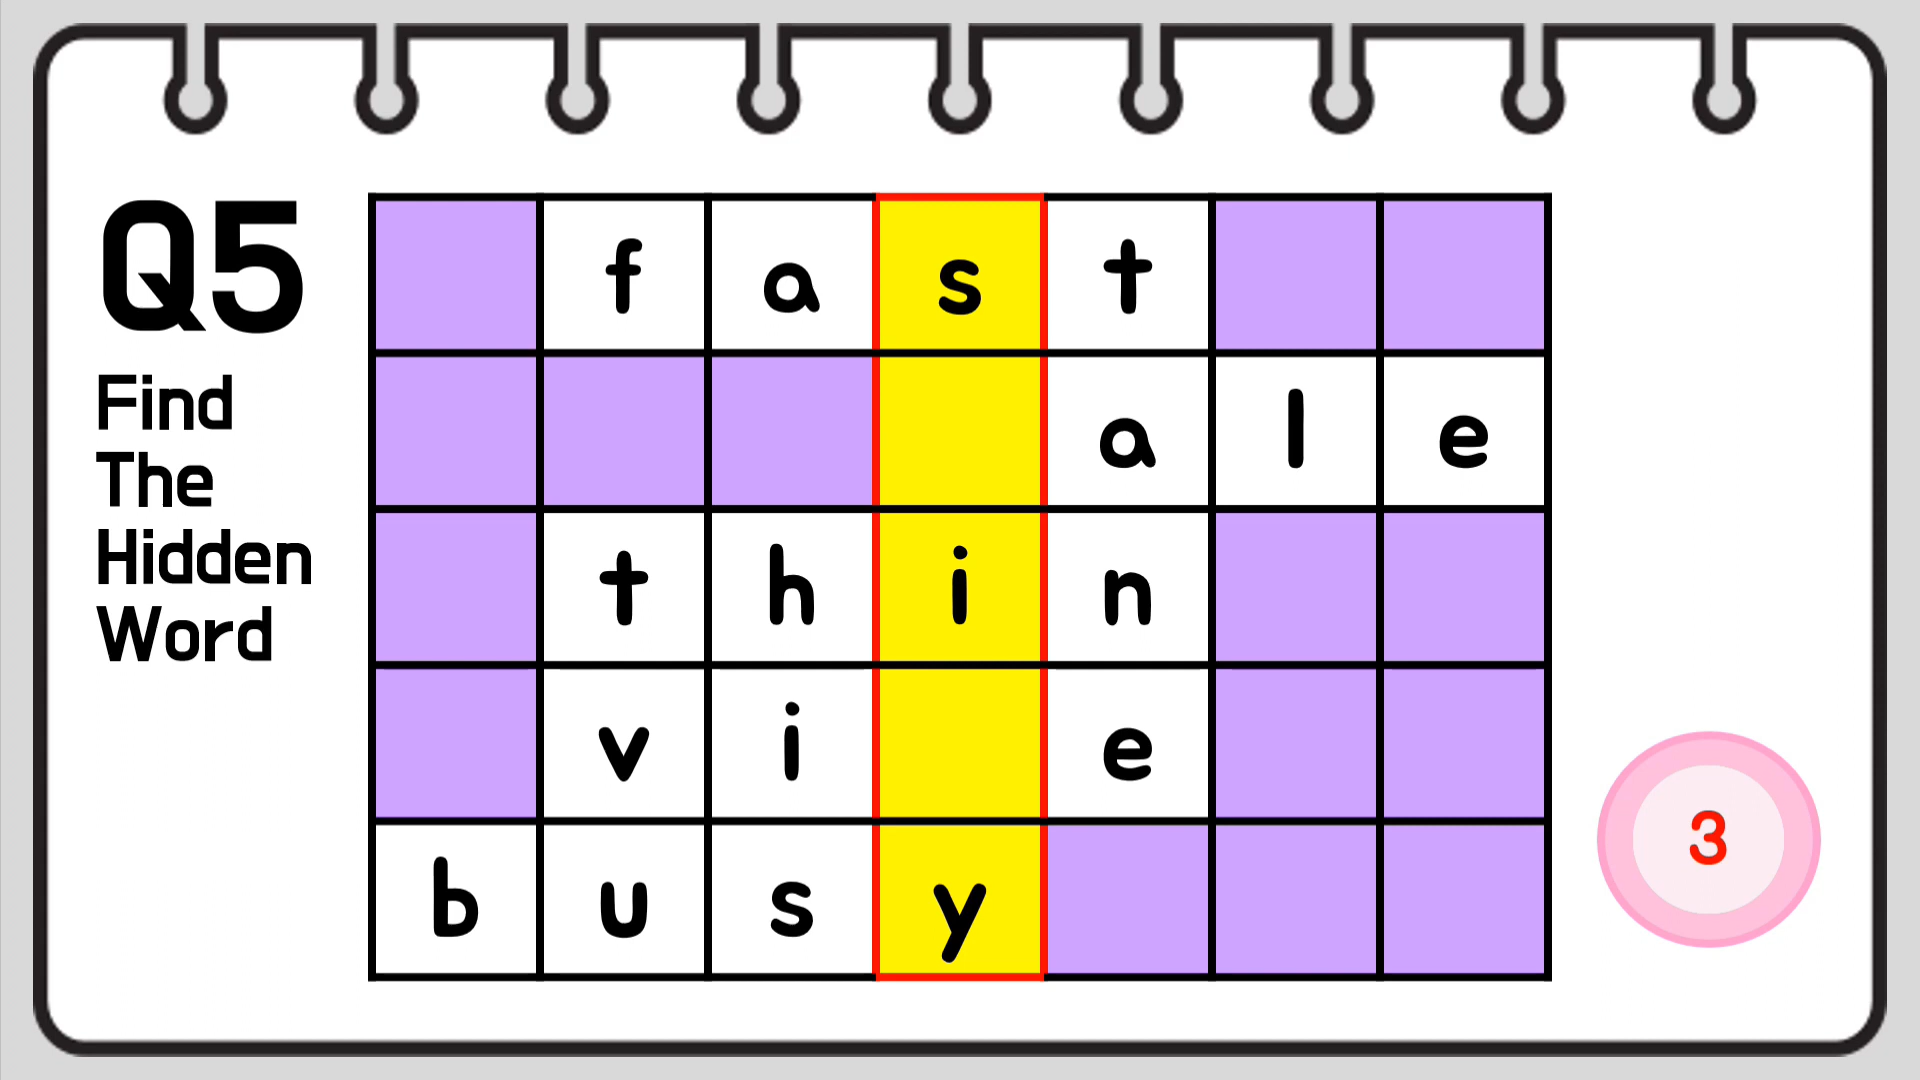 Q5
Find
The
Hidden
Word
f a s t
a l e
t h i n
v i e
b u s y
3